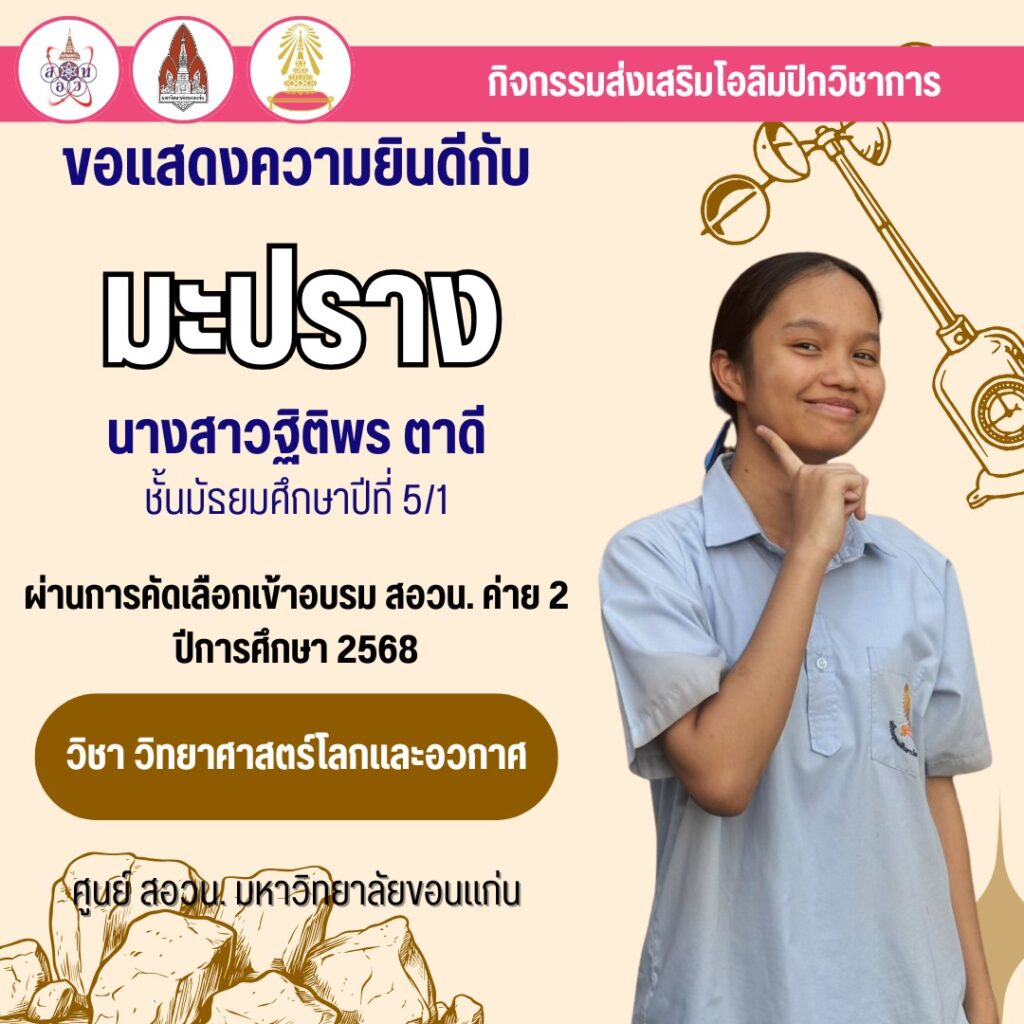 กิจกรรมส่งเสริมโอลิมปิกวิชาการ
ขอแสดงความยินดีกับ
มะปราง
นางสาวฐิติพร ตาดี
ชั้นมัธยมศึกษาปีที่ 5/1
ผ่านการคัดเลือกเข้าอบรม สอวน. ค่าย 2
ปีการศึกษา 2568
วิชา วิทยาศาสตร์โลกและอวกาศ
ศูนย์ สอวน. มหาวิทยาลัยขอนแก่น